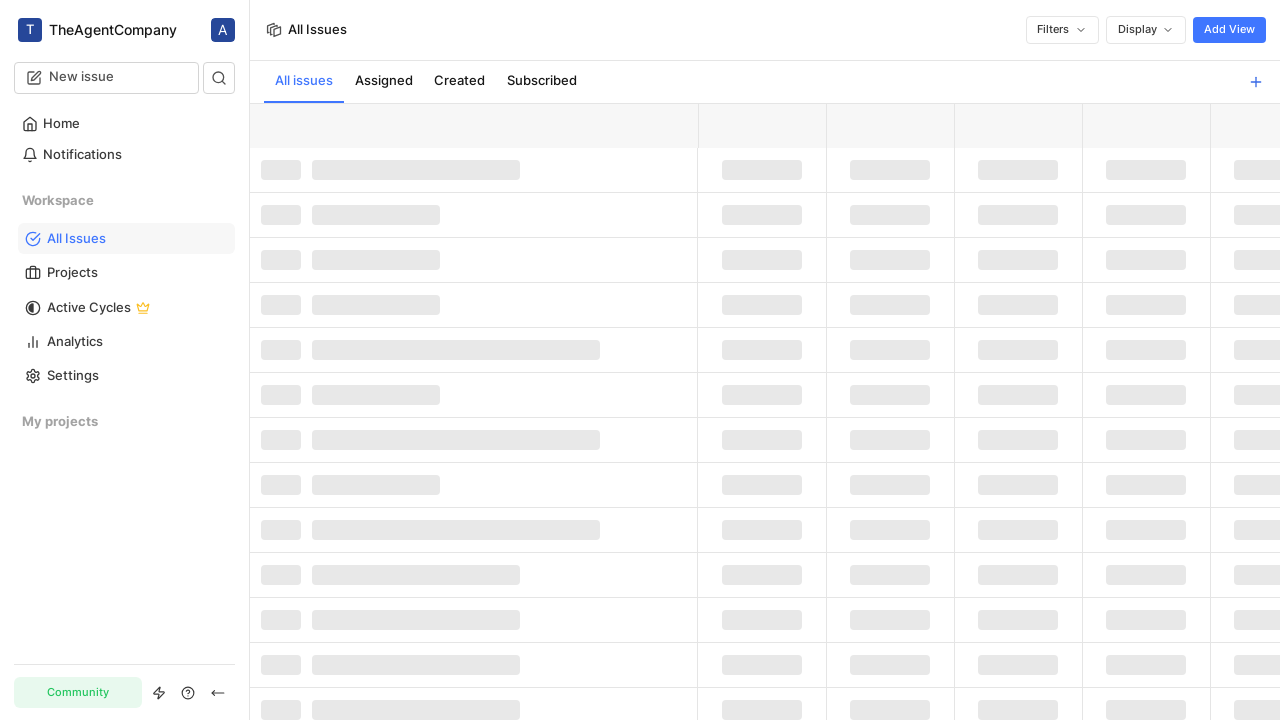 T TheAgentCompany A
New issue
Home
Notifications
Workspace
All Issues
Projects
Active Cycles
Analytics
Settings
My projects
Community
All Issues
Filters Display Add View
All issues Assigned Created Subscribed